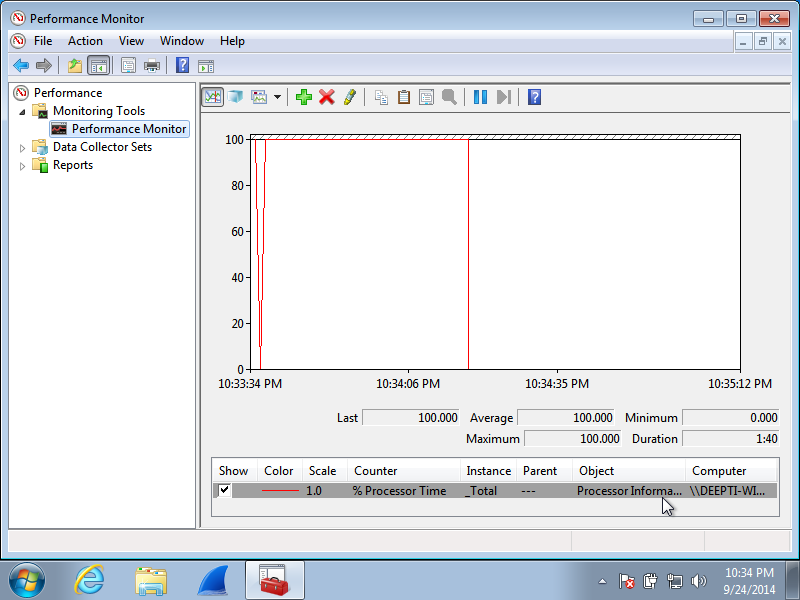 Performance Monitor
File Action View Window Help
Performance
Monitoring Tools
Performance Monitor
Data Collector Sets
Reports
100
80
60
40
20
0
10:33:34 PM 10:34:06 PM 10:34:35 PM 10:35:12 PM
Last 100.000 Average 100.000 Minimum 0.000
Maximum 100.000 Duration 1:40
Show Color Scale Counter Instance Parent Object Computer
1.0 % Processor Time _Total --- Processor Informa... \\DEEPTI-WI...
10:34 PM
9/24/2014